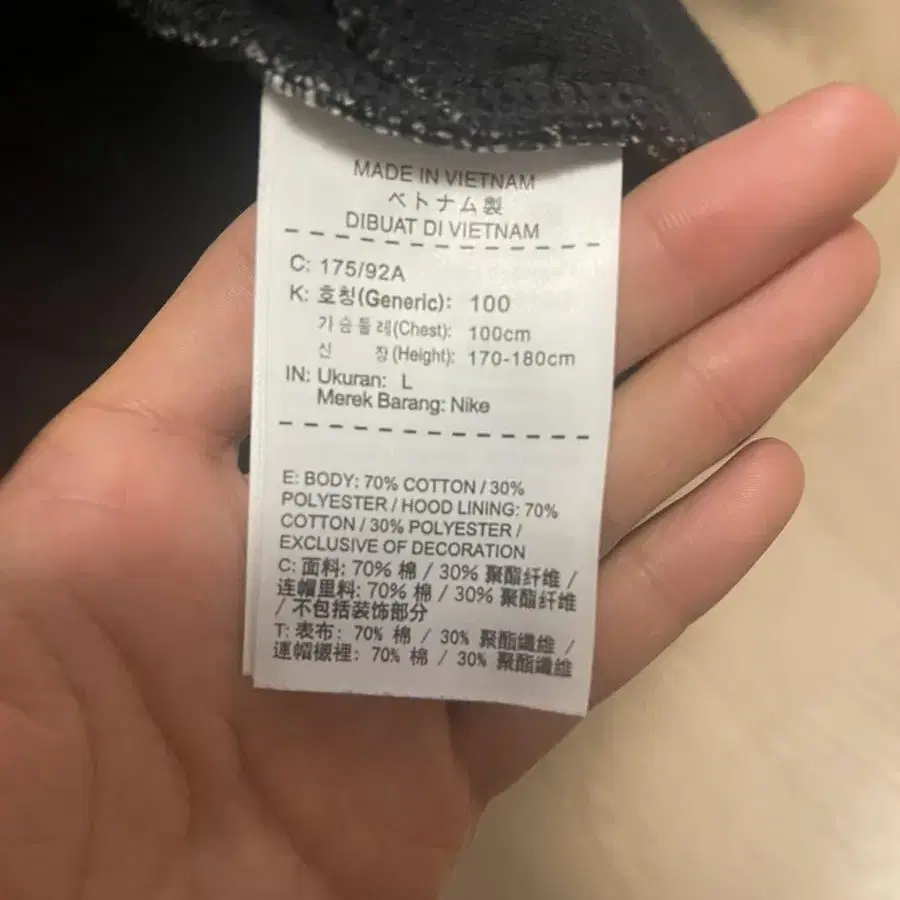 MADE IN VIETNAM
ベトナム製
DIBUAT DI VIETNAM
C: 175/92A
K: 호칭(Generic): 100
가슴둘레(Chest): 100cm
신 장(Height): 170-180cm
IN: Ukuran: L
Merek Barang: Nike
E: BODY: 70% COTTON / 30%
POLYESTER / HOOD LINING: 70%
COTTON / 30% POLYESTER /
EXCLUSIVE OF DECORATION
C: 面料: 70% 棉 / 30% 聚酯纤维 /
连帽里料: 70% 棉 / 30% 聚酯纤维
/ 不包括装饰部分
T: 表布: 70% 棉 / 30% 聚酯纖維 /
連帽襯裡: 70% 棉 / 30% 聚酯纖維